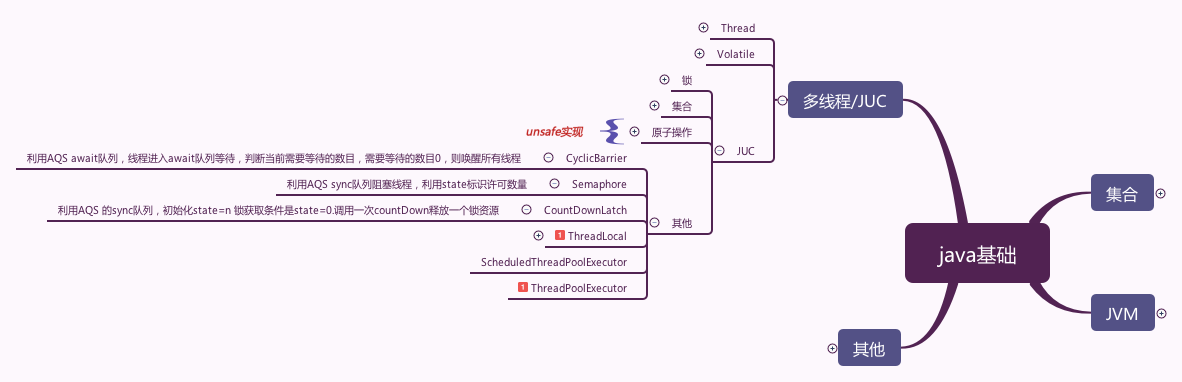 Thread
Volatile
锁
集合
unsafe实现
原子操作
JUC
利用AQS await队列，线程进入await队列等待，判断当前需要等待的数目，需要等待的数目0，则唤醒所有线程
CyclicBarrier
利用AQS sync队列阻塞线程，利用state标识许可数量
Semaphore
利用AQS 的sync队列，初始化state=n 锁获取条件是state=0.调用一次countDown释放一个锁资源
CountDownLatch
其他
1 ThreadLocal
ScheduledThreadPoolExecutor
1 ThreadPoolExecutor
多线程/JUC
集合
java基础
JVM
其他